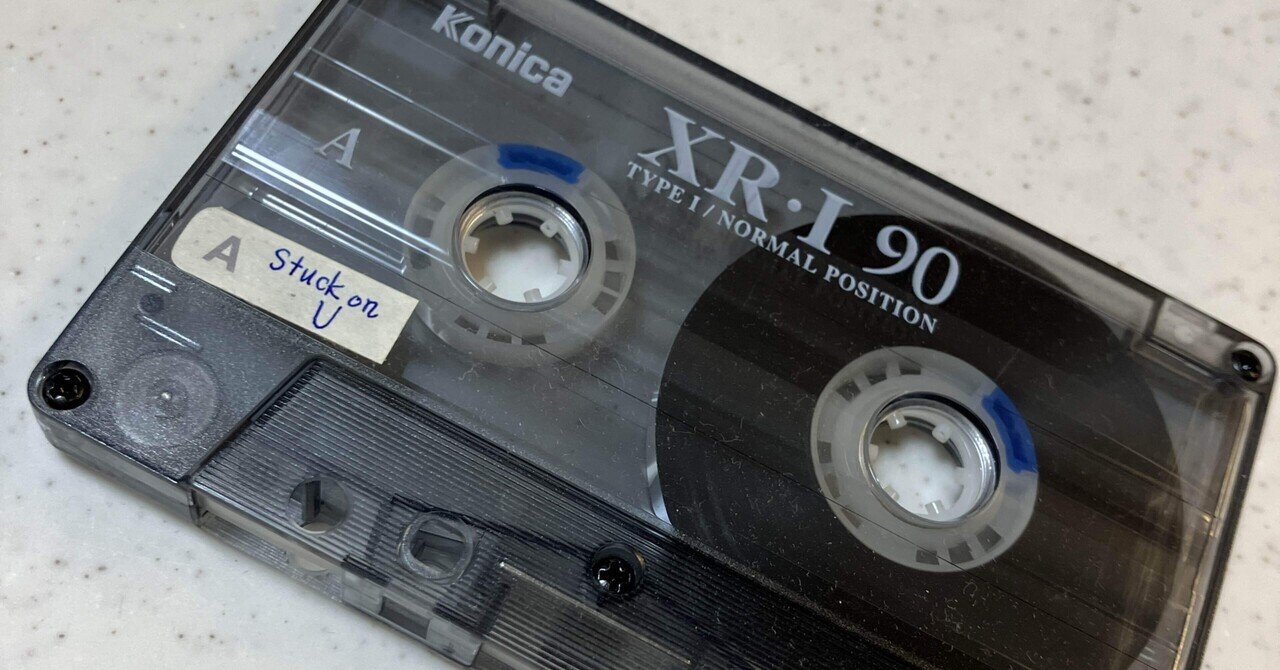 Konica
XR·I 90
TYPE I / NORMAL POSITION
A
A Stuck on
U